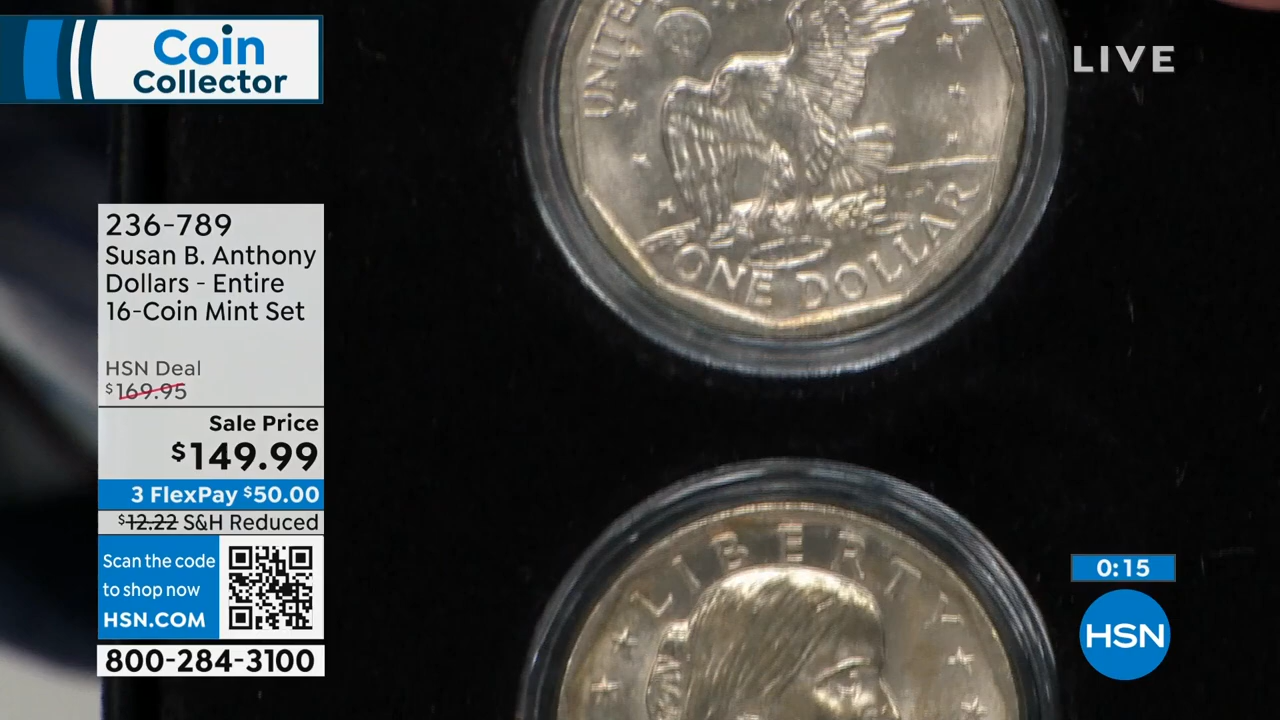 Coin
Collector
LIVE
UNITED
ONE DOLLAR
236-789
Susan B. Anthony
Dollars - Entire
16-Coin Mint Set
HSN Deal
$169.95
Sale Price
$149.99
3 FlexPay $50.00
$12.22 S&H Reduced
Scan the code
to shop now
HSN.COM
800-284-3100
LIBERTY
0:15
HSN